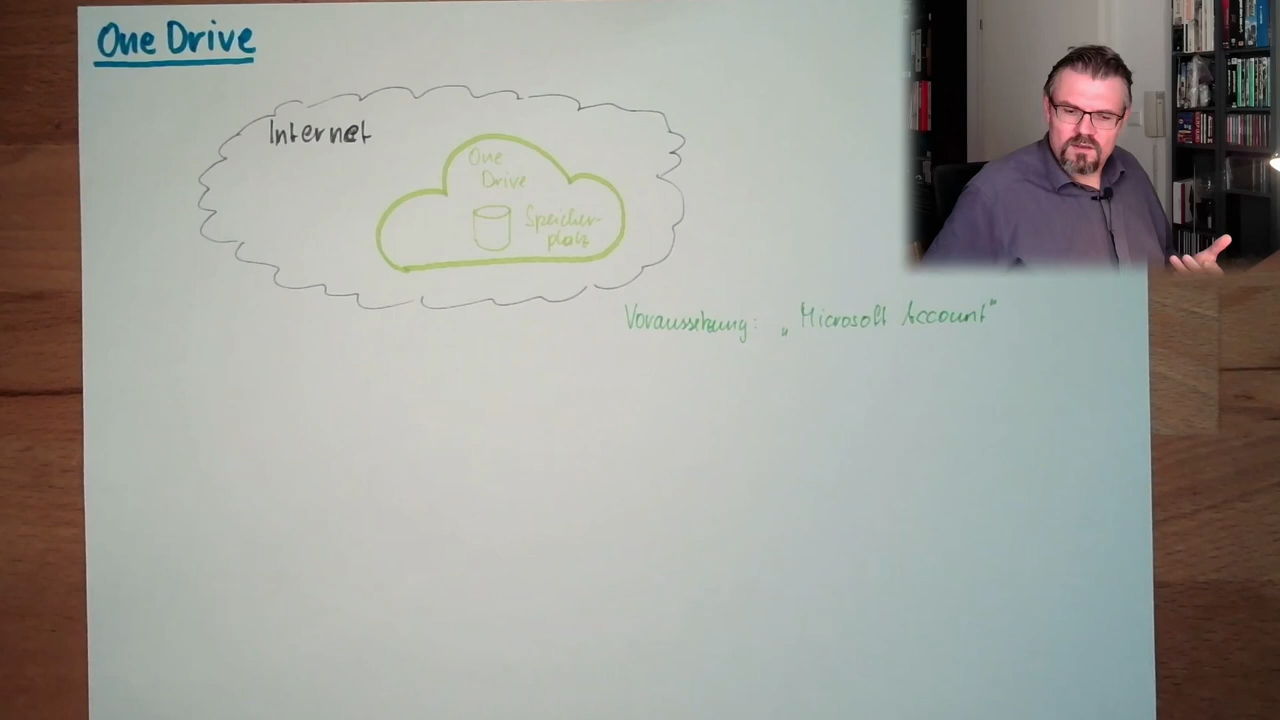 One Drive
Internet
One
Drive
Speicher-
platz
Voraussetzung: „Microsoft Account"